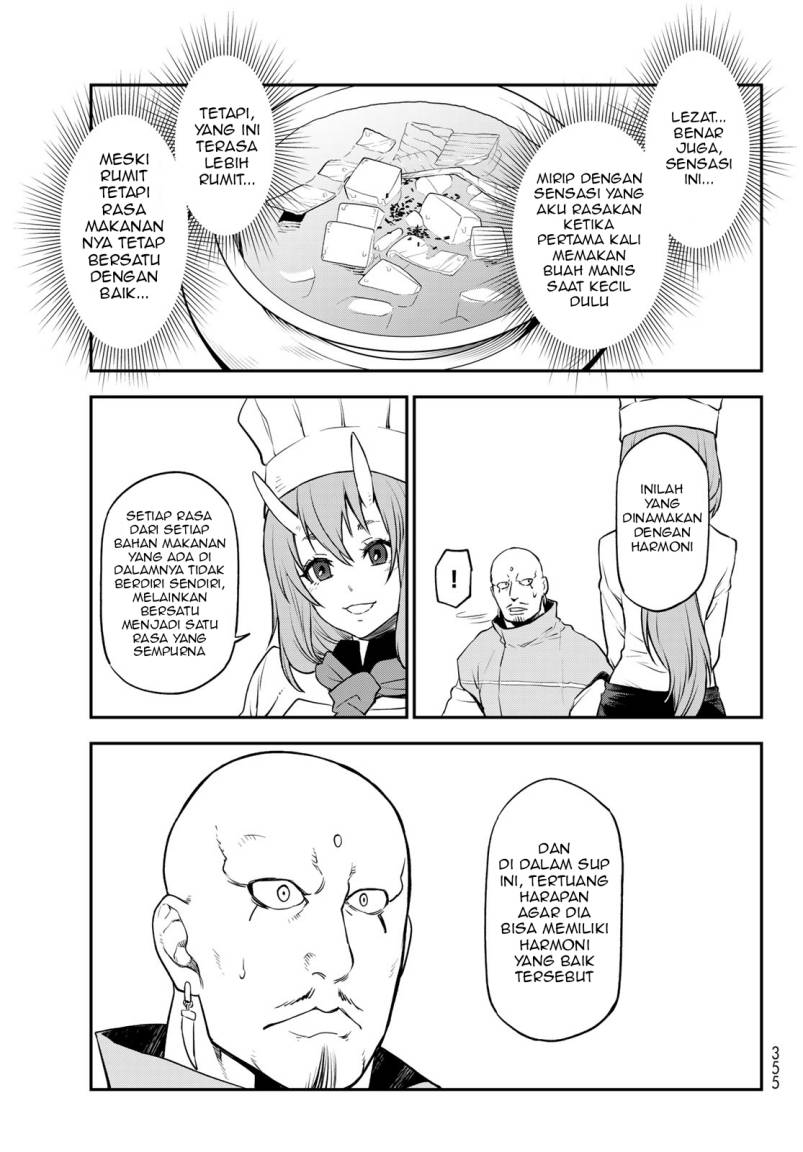 LEZAT...
BENAR
JUGA,
SENSASI
INI...
MIRIP DENGAN
SENSASI YANG
AKU RASAKAN
KETIKA
PERTAMA KALI
MEMAKAN
BUAH MANIS
SAAT KECIL
DULU
TETAPI,
YANG INI
TERASA
LEBIH
RUMIT...
MESKI
RUMIT
TETAPI
RASA
MAKANAN
NYA TETAP
BERSATU
DENGAN
BAIK...
INILAH
YANG
DINAMAKAN
DENGAN
HARMONI
!
SETIAP RASA
DARI SETIAP
BAHAN MAKANAN
YANG ADA DI
DALAMNYA TIDAK
BERDIRI SENDIRI,
MELAINKAN
BERSATU
MENJADI SATU
RASA YANG
SEMPURNA
DAN
DI DALAM SUP
INI, TERTUANG
HARAPAN
AGAR DIA
BISA MEMILIKI
HARMONI
YANG BAIK
TERSEBUT
355